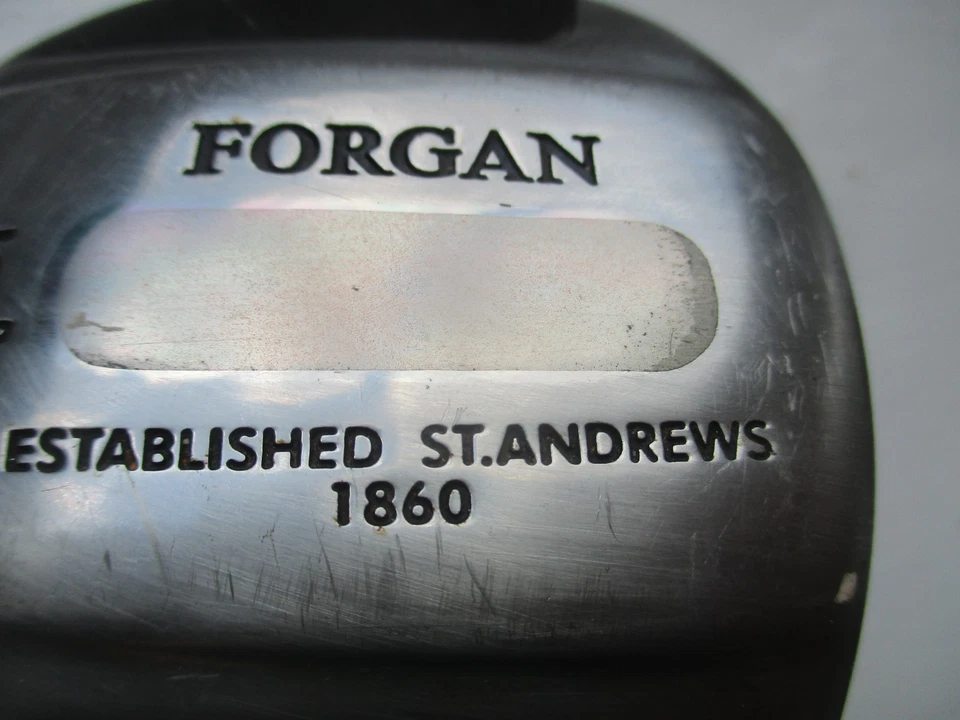 FORGAN
ESTABLISHED ST.ANDREWS
1860